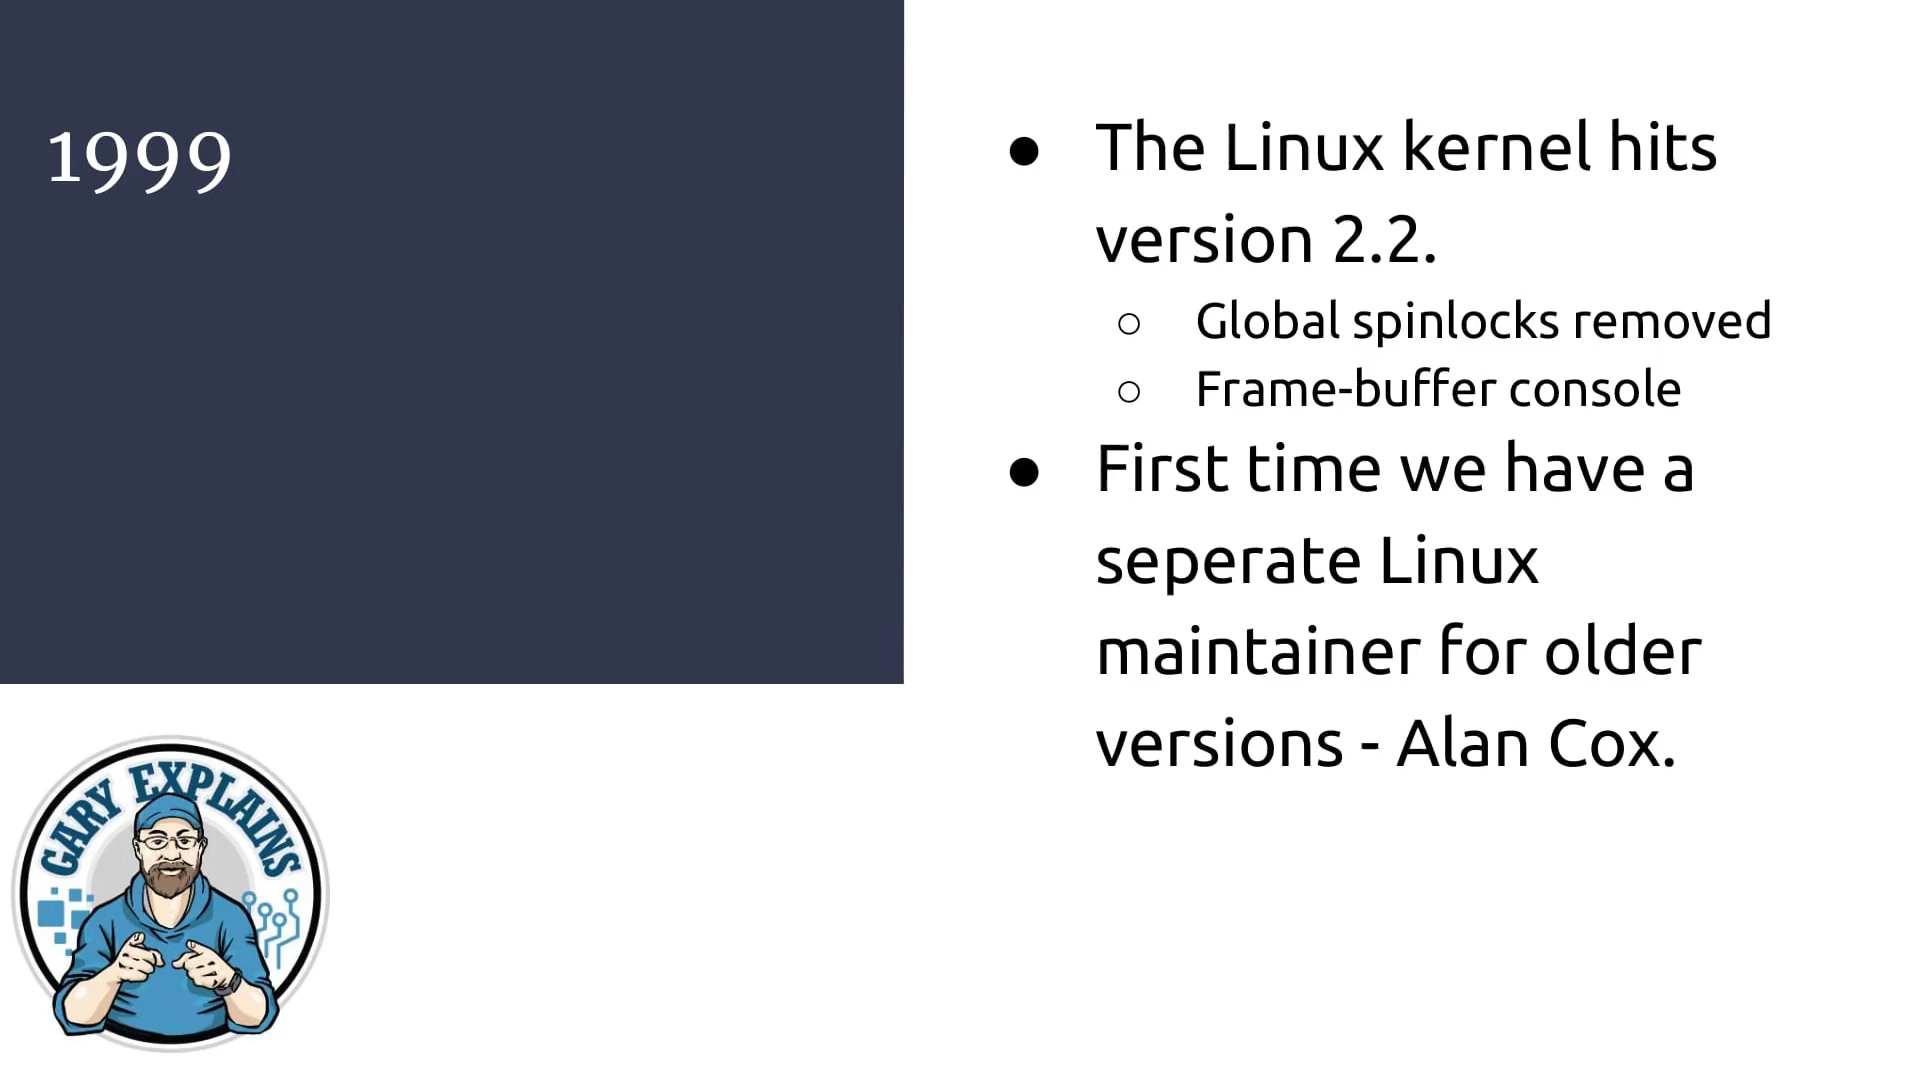 1999
● The Linux kernel hits
version 2.2.
○ Global spinlocks removed
○ Frame-buffer console
● First time we have a
seperate Linux
maintainer for older
versions - Alan Cox.
GARY EXPLAINS